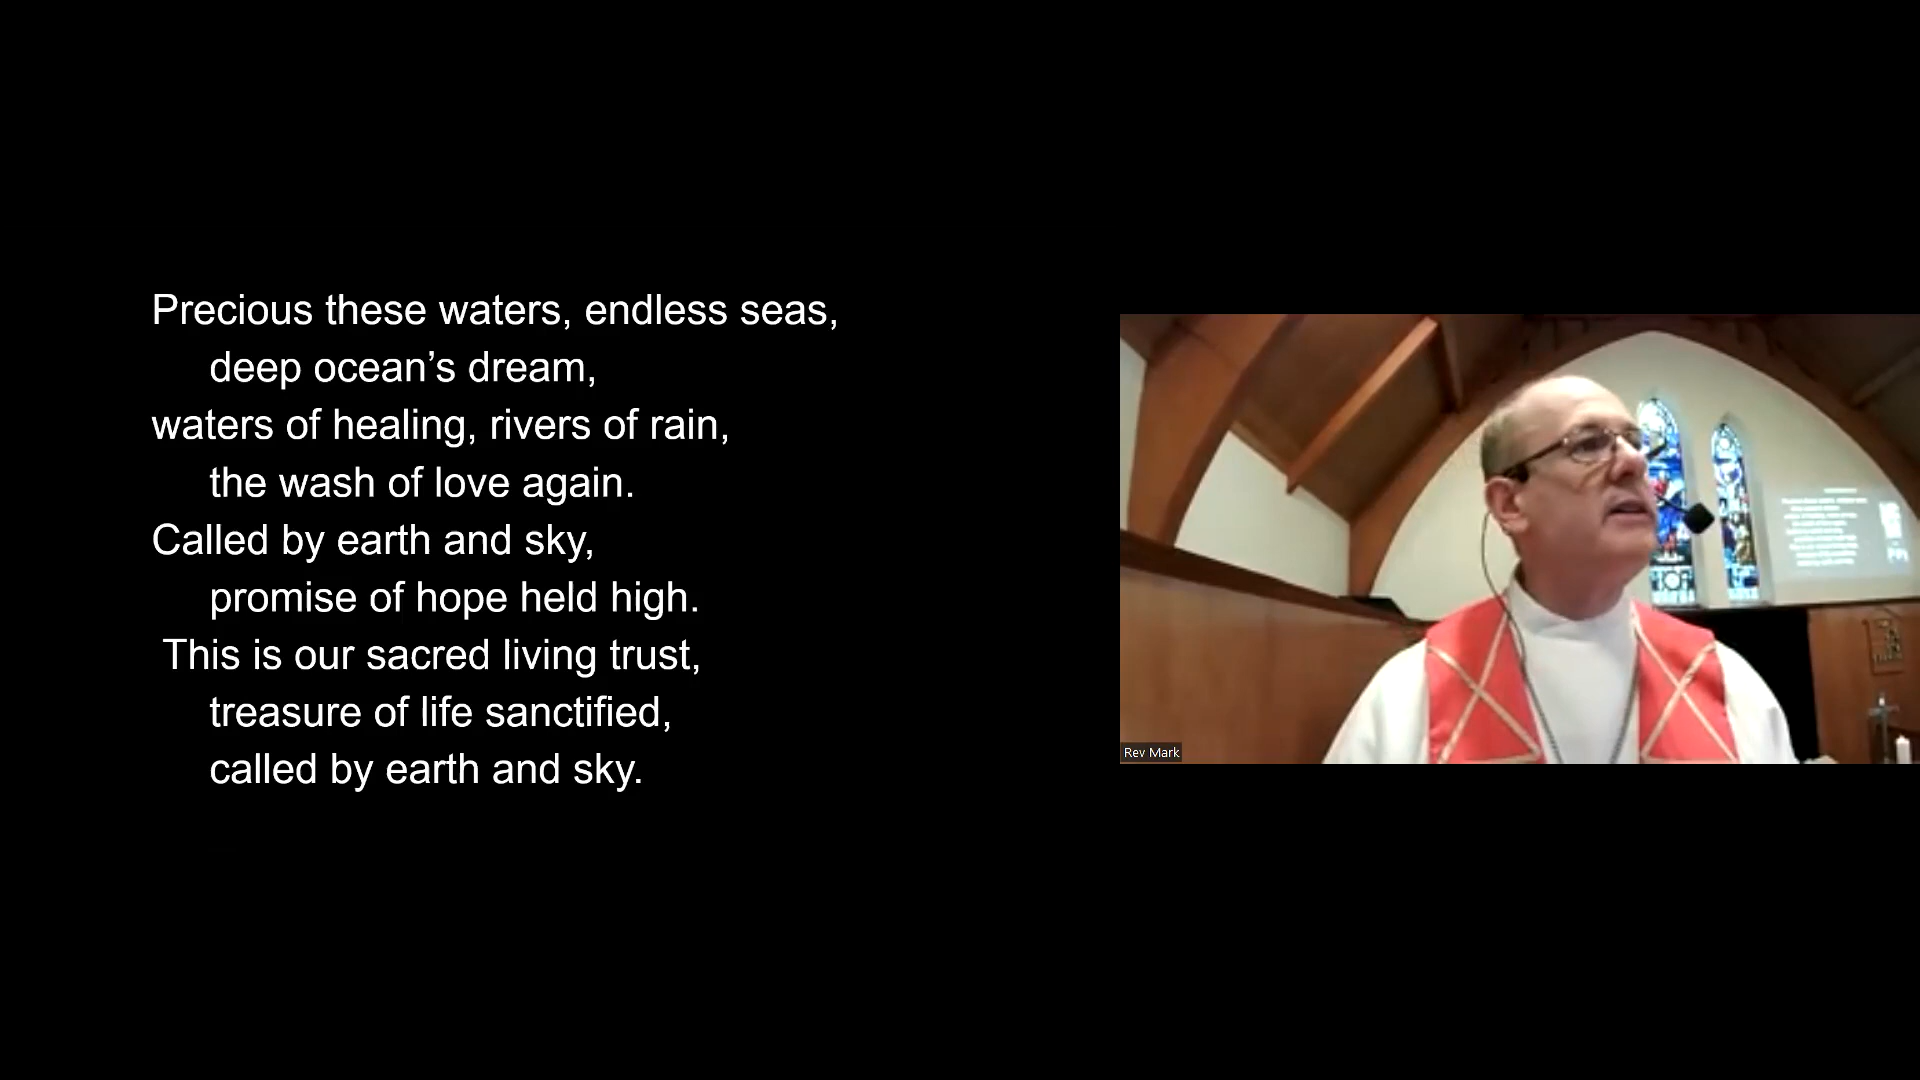 Precious these waters, endless seas,
deep ocean’s dream,
waters of healing, rivers of rain,
the wash of love again.
Called by earth and sky,
promise of hope held high.
This is our sacred living trust,
treasure of life sanctified,
called by earth and sky.
Rev Mark